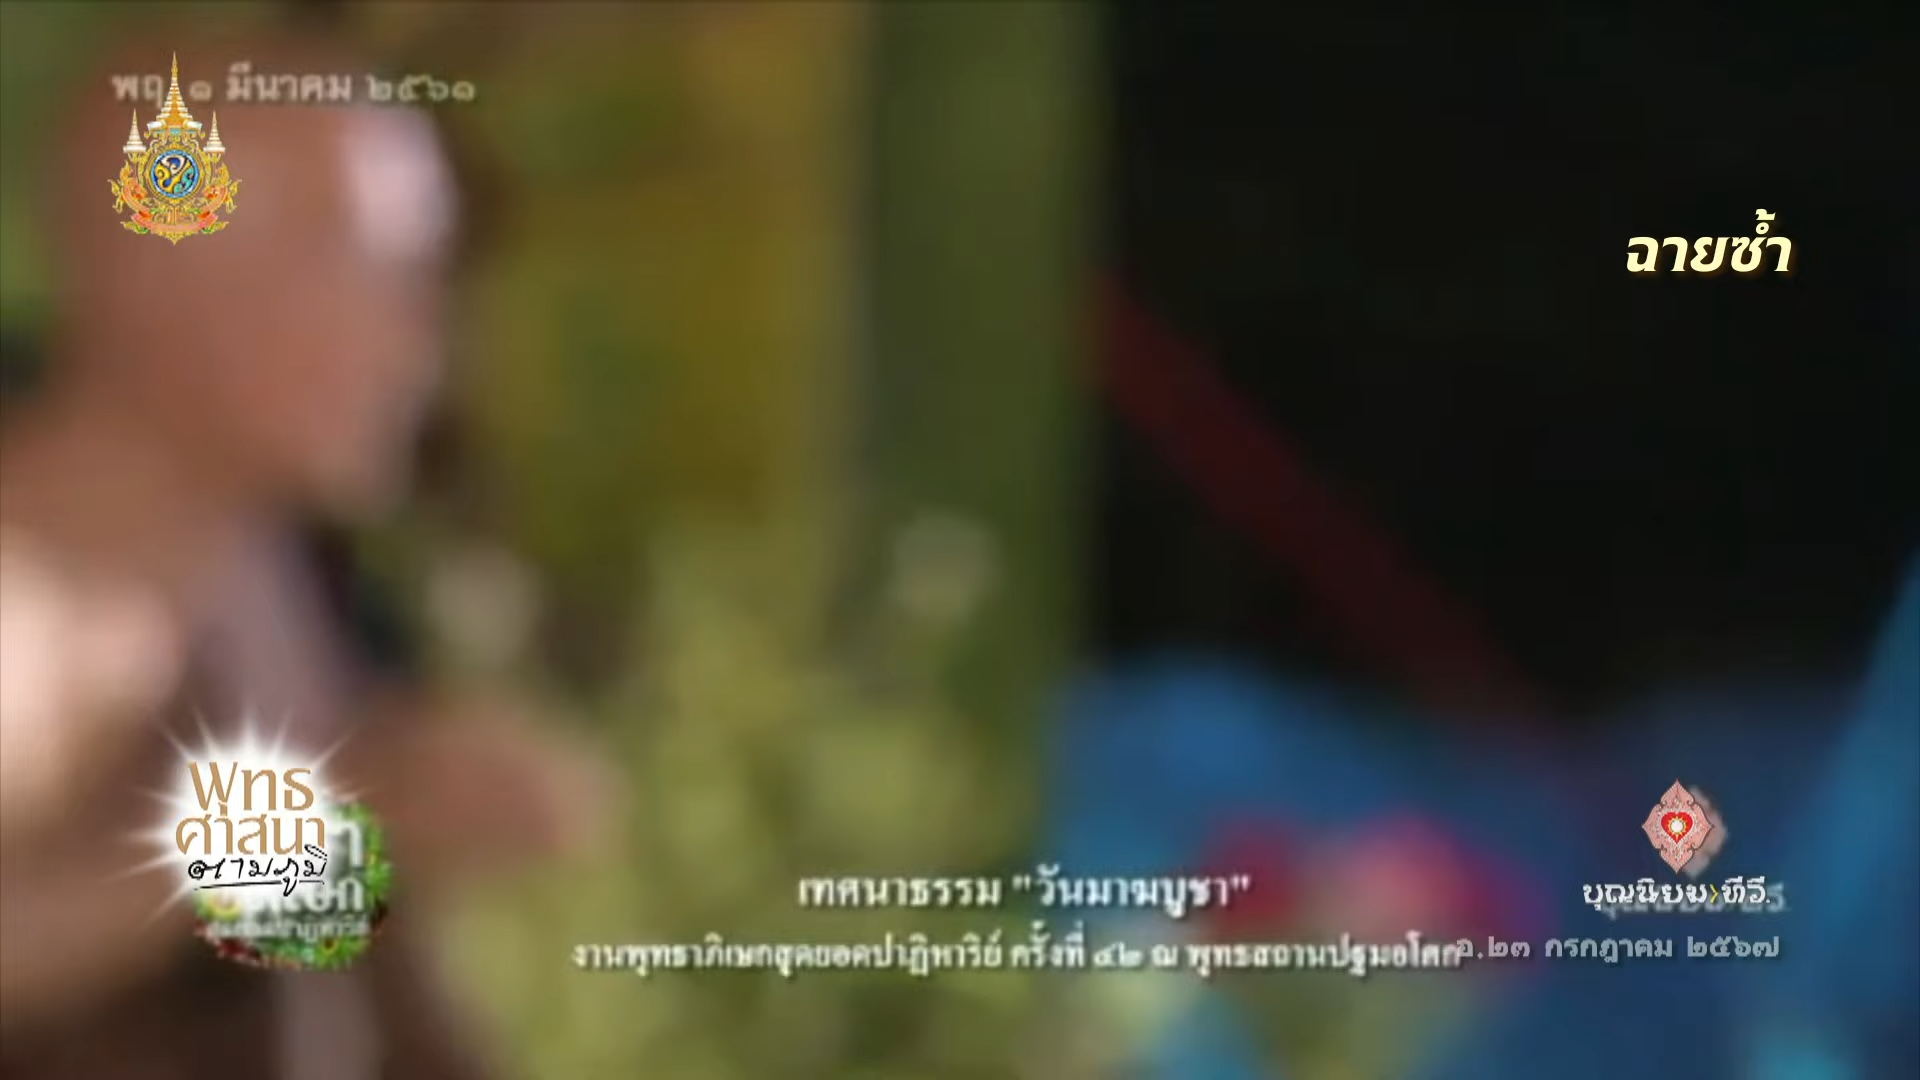 พฤ. ๑ มีนาคม ๒๕๖๑
ฉายซ้ำ
พุทธ
ศาสนา
ตามภูมิ
เทศนาธรรม "วันมาฆบูชา"
งานพุทธาภิเษกสุดยอดปาฏิหาริย์ ครั้งที่ ๔๒ ณ พุทธสถานปฐมอโศก
บุญนิยม ทีวี.
อ.๒๓ กรกฎาคม ๒๕๖๗